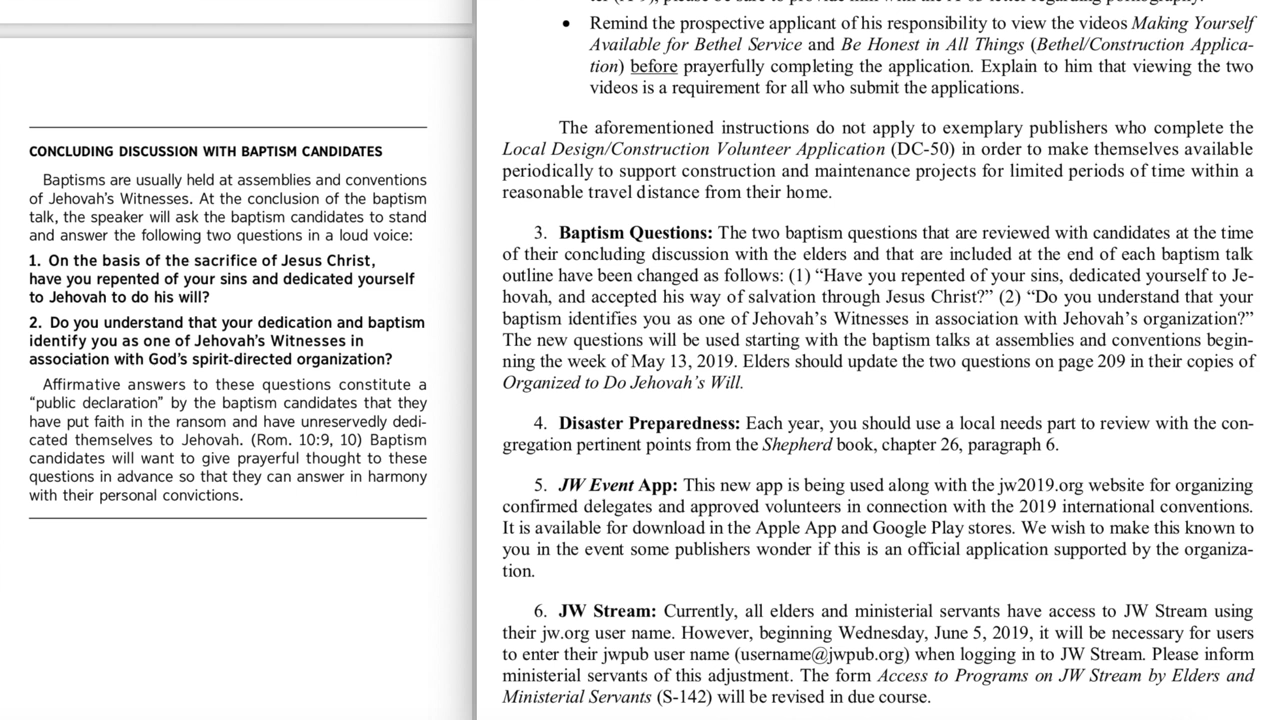 CONCLUDING DISCUSSION WITH BAPTISM CANDIDATES
Baptisms are usually held at assemblies and conventions
of Jehovah's Witnesses. At the conclusion of the baptism
talk, the speaker will ask the baptism candidates to stand
and answer the following two questions in a loud voice:
1. On the basis of the sacrifice of Jesus Christ,
have you repented of your sins and dedicated yourself
to Jehovah to do his will?
2. Do you understand that your dedication and baptism
identify you as one of Jehovah's Witnesses in
association with God's spirit-directed organization?
Affirmative answers to these questions constitute a
“public declaration” by the baptism candidates that they
have put faith in the ransom and have unreservedly dedi-
cated themselves to Jehovah. (Rom. 10:9, 10) Baptism
candidates will want to give prayerful thought to these
questions in advance so that they can answer in harmony
with their personal convictions.
• Remind the prospective applicant of his responsibility to view the videos Making Yourself
Available for Bethel Service and Be Honest in All Things (Bethel/Construction Applica-
tion) before prayerfully completing the application. Explain to him that viewing the two
videos is a requirement for all who submit the applications.
The aforementioned instructions do not apply to exemplary publishers who complete the
Local Design/Construction Volunteer Application (DC-50) in order to make themselves available
periodically to support construction and maintenance projects for limited periods of time within a
reasonable travel distance from their home.
3. Baptism Questions: The two baptism questions that are reviewed with candidates at the time
of their concluding discussion with the elders and that are included at the end of each baptism talk
outline have been changed as follows: (1) “Have you repented of your sins, dedicated yourself to Je-
hovah, and accepted his way of salvation through Jesus Christ?” (2) “Do you understand that your
baptism identifies you as one of Jehovah's Witnesses in association with Jehovah's organization?”
The new questions will be used starting with the baptism talks at assemblies and conventions begin-
ning the week of May 13, 2019. Elders should update the two questions on page 209 in their copies of
Organized to Do Jehovah's Will.
4. Disaster Preparedness: Each year, you should use a local needs part to review with the con-
gregation pertinent points from the Shepherd book, chapter 26, paragraph 6.
5. JW Event App: This new app is being used along with the jw2019.org website for organizing
confirmed delegates and approved volunteers in connection with the 2019 international conventions.
It is available for download in the Apple App and Google Play stores. We wish to make this known to
you in the event some publishers wonder if this is an official application supported by the organiza-
tion.
6. JW Stream: Currently, all elders and ministerial servants have access to JW Stream using
their jw.org user name. However, beginning Wednesday, June 5, 2019, it will be necessary for users
to enter their jwpub user name (username@jwpub.org) when logging in to JW Stream. Please inform
ministerial servants of this adjustment. The form Access to Programs on JW Stream by Elders and
Ministerial Servants (S-142) will be revised in due course.